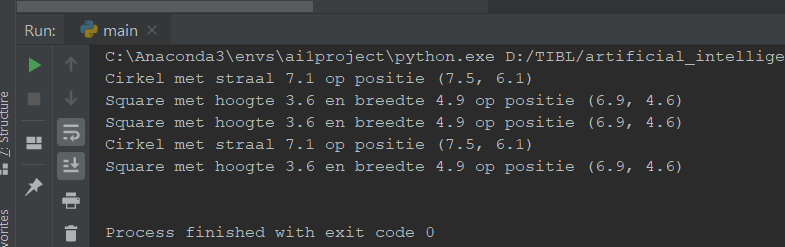 Run: main
C:\Anaconda3\envs\ai1project\python.exe D:/TIBL/artificial_intellige
Cirkel met straal 7.1 op positie (7.5, 6.1)
Square met hoogte 3.6 en breedte 4.9 op positie (6.9, 4.6)
Square met hoogte 3.6 en breedte 4.9 op positie (6.9, 4.6)
Cirkel met straal 7.1 op positie (7.5, 6.1)
Square met hoogte 3.6 en breedte 4.9 op positie (6.9, 4.6)
Process finished with exit code 0
7: Structure
vorites